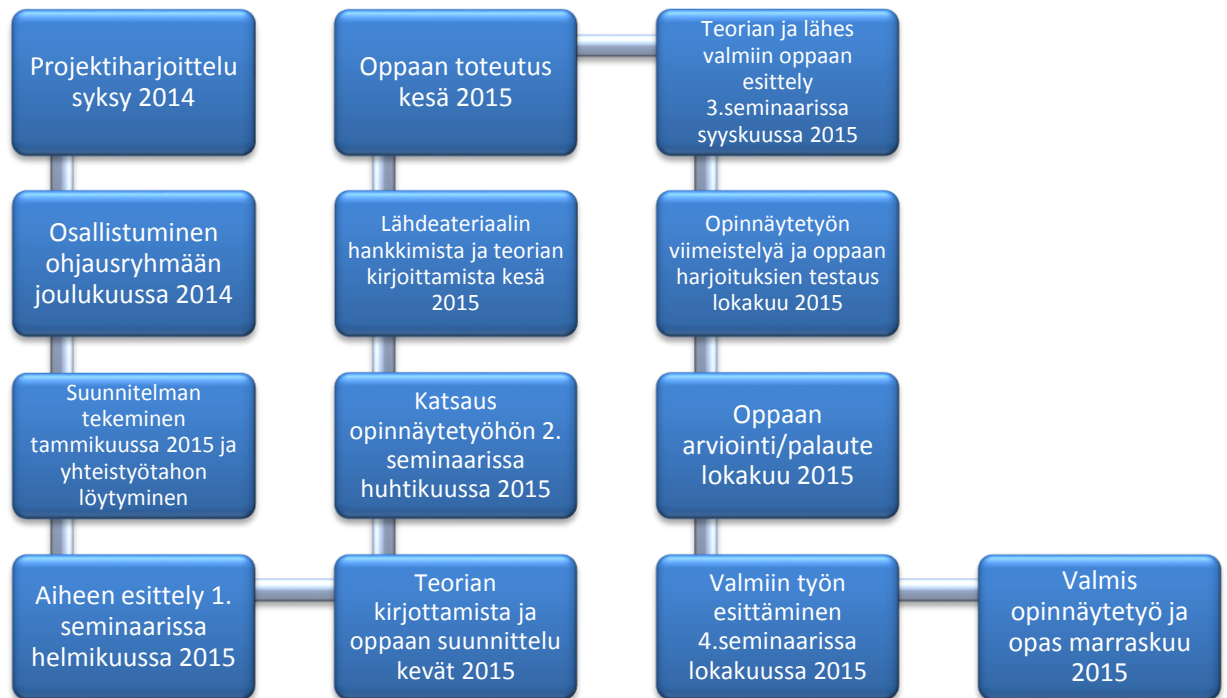 Projektiharjoittelu
syksy 2014
Osallistuminen
ohjausryhmään
joulukuussa 2014
Suunnitelman
tekeminen
tammikuussa 2015 ja
yhteistyötahon
löytyminen
Aiheen esittely 1.
seminaarissa
helmikuussa 2015
Teorian
kirjottamista ja
oppaan suunnittelu
kevät 2015
Katsaus
opinnäytetyöhön 2.
seminaarissa
huhtikuussa 2015
Lähdeateriaalin
hankkimista ja teorian
kirjoittamista kesä
2015
Oppaan toteutus
kesä 2015
Teorian ja lähes
valmiin oppaan
esittely
3.seminaarissa
syyskuussa 2015
Opinnäytetyön
viimeistelyä ja oppaan
harjoituksien testaus
lokakuu 2015
Oppaan
arviointi/palaute
lokakuu 2015
Valmiin työn
esittäminen
4.seminaarissa
lokakuussa 2015
Valmis
opinnäytetyö ja
opas marraskuu
2015